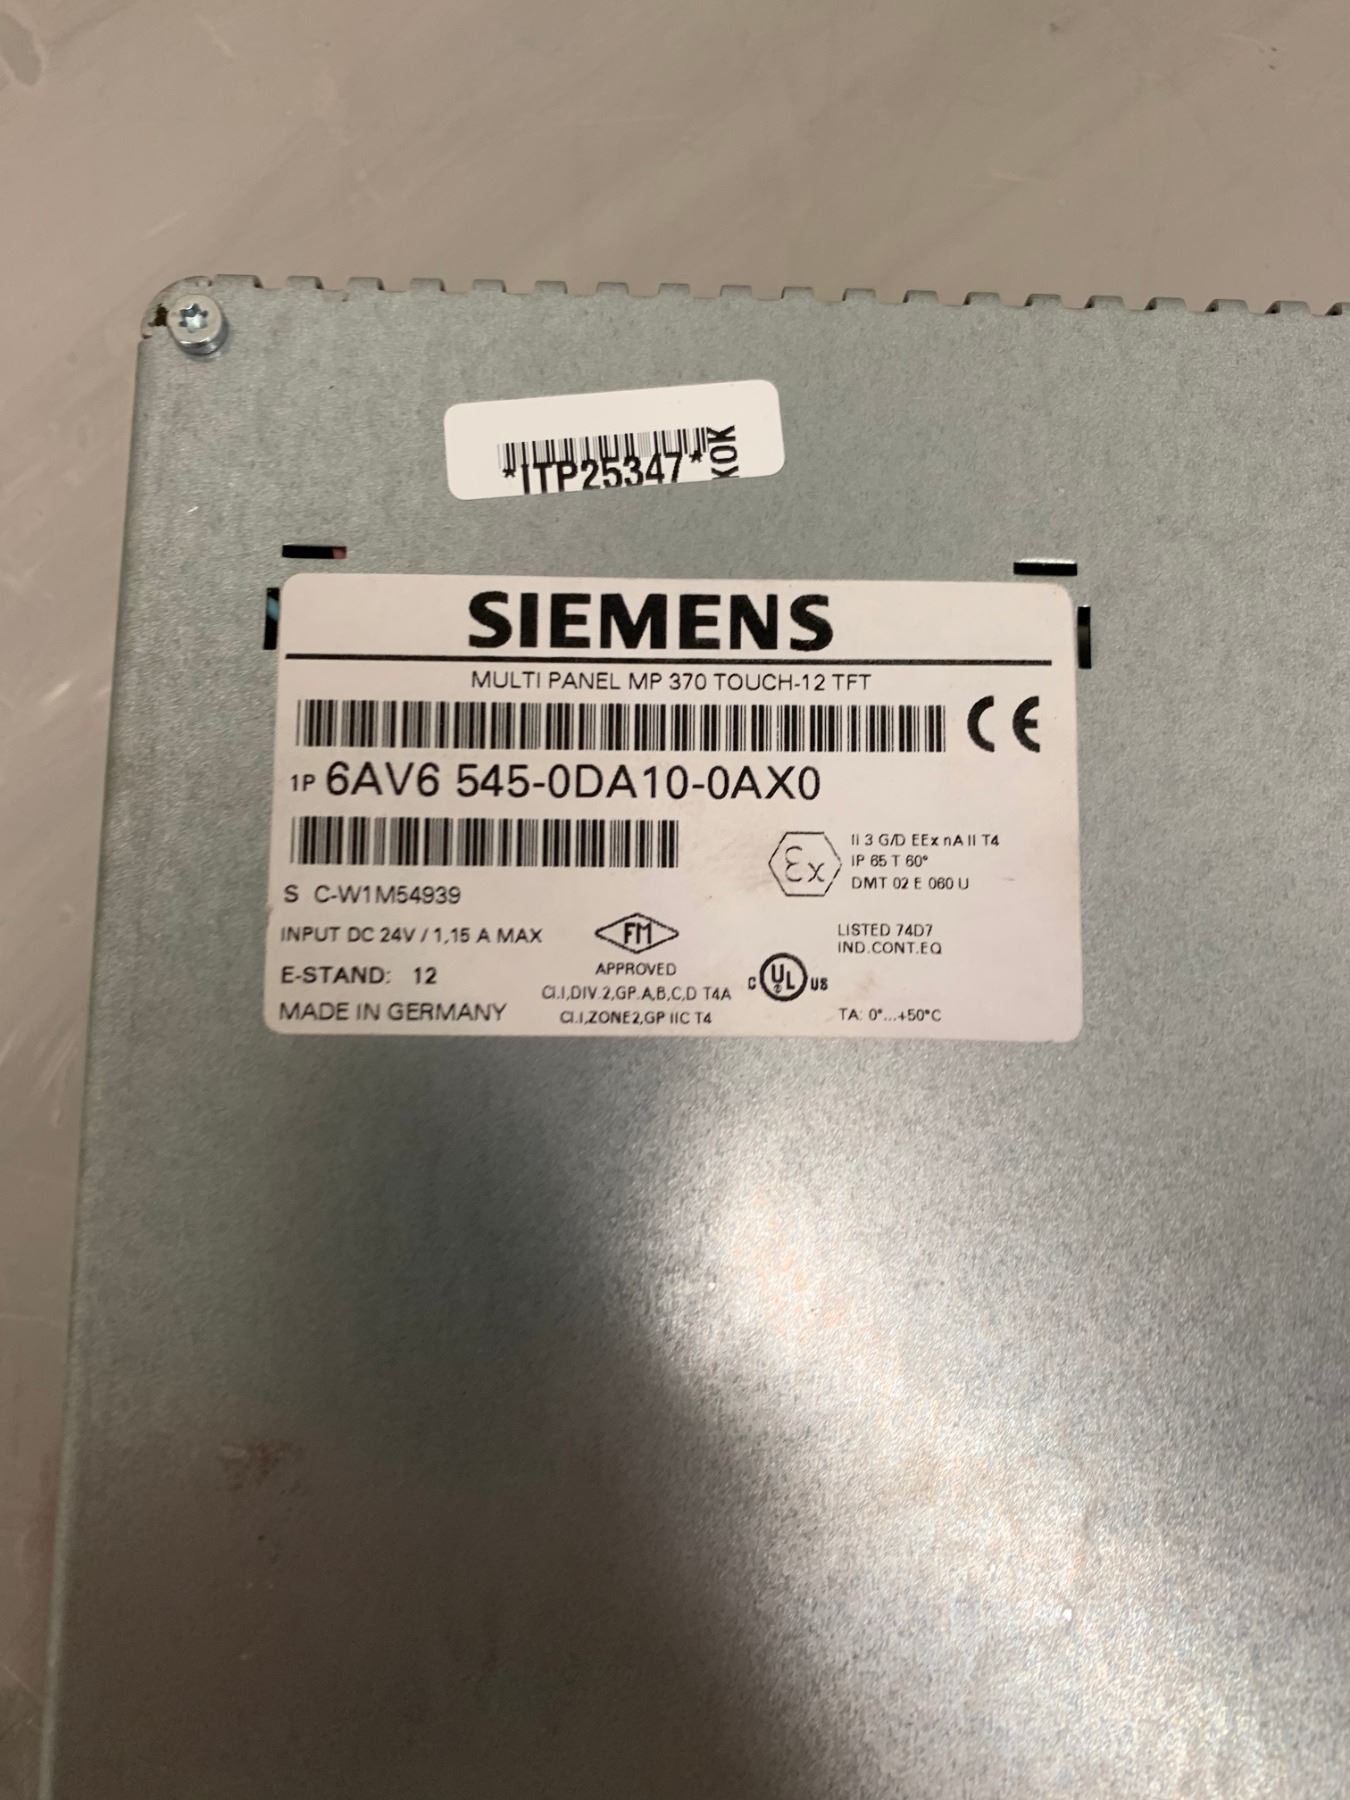 *ITP25347*
KOK
SIEMENS
MULTI PANEL MP 370 TOUCH-12 TFT
CE
1P 6AV6 545-0DA10-0AX0
Ex
II 3 G/D EEx nA II T4
IP 65 T 60°
DMT 02 E 060 U
S C-W1M54939
INPUT DC 24V / 1,15 A MAX
FM
LISTED 74D7
IND.CONT.EQ
E-STAND: 12
APPROVED
C UL US
CI.I,DIV.2,GP.A,B,C,D T4A
MADE IN GERMANY
CI.I,ZONE2,GP IIC T4
TA: 0°...+50°C